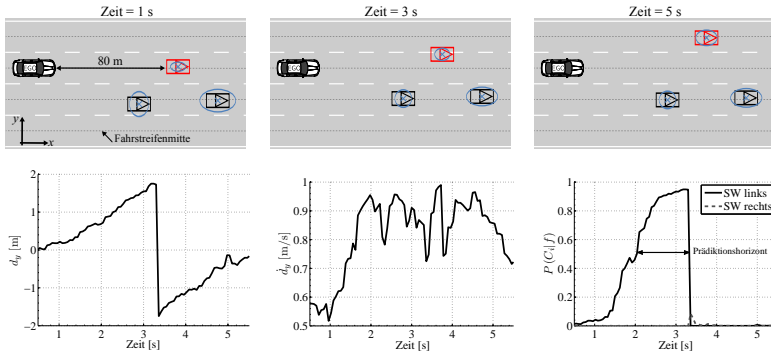 Zeit = 1 s
Zeit = 3 s
Zeit = 5 s
EGO
80 m
EGO
EGO
y
x
Fahrstreifenmitte
d_y [m]
2
1
0
−1
−2
1 2 3 4 5
Zeit [s]
ḋ_y [m/s]
1
0.9
0.8
0.7
0.6
0.5
1 2 3 4 5
Zeit [s]
P (C_i| f)
1
0.8
0.6
0.4
0.2
0
SW links
SW rechts
Prädiktionshorizont
1 2 3 4 5
Zeit [s]